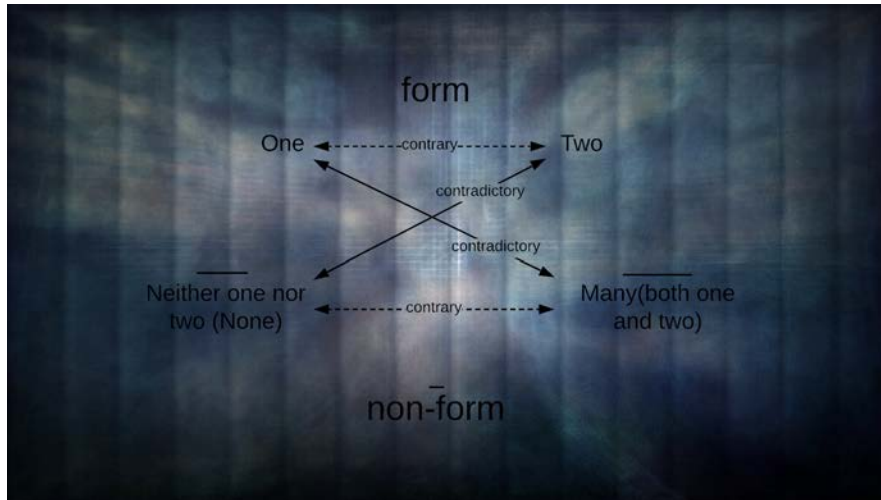 form
One
contrary
Two
contradictory
contradictory
Neither one nor
two (None)
contrary
Many(both one
and two)
non-form